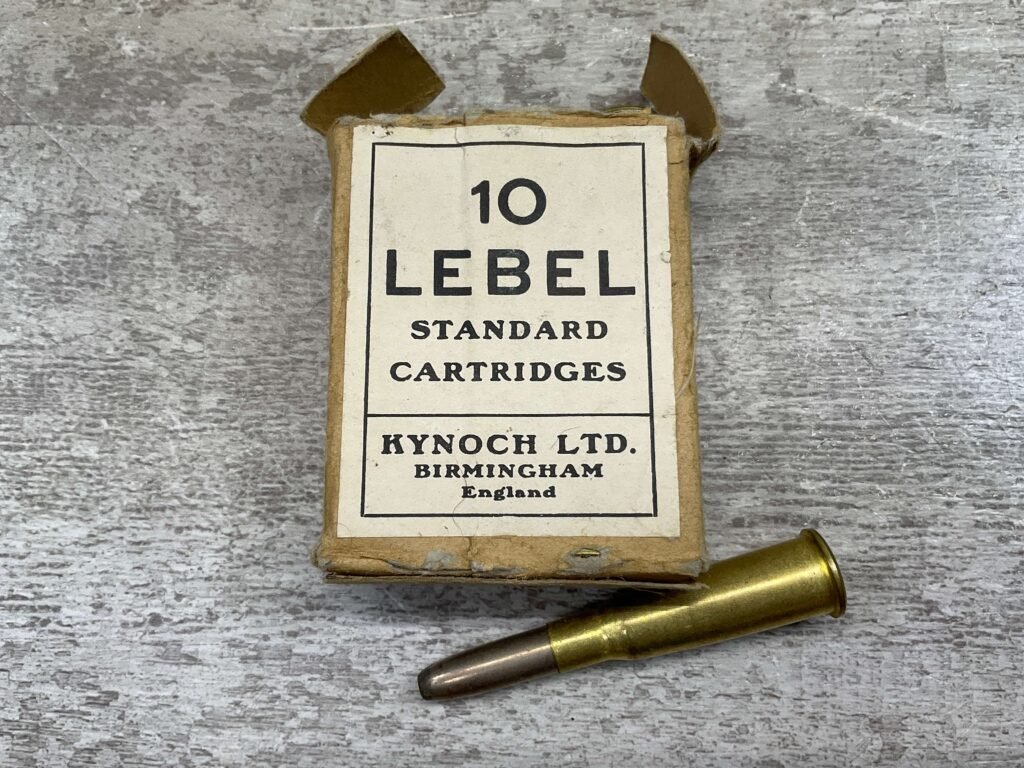 10
LEBEL
STANDARD
CARTRIDGES
KYNOCH LTD.
BIRMINGHAM
England